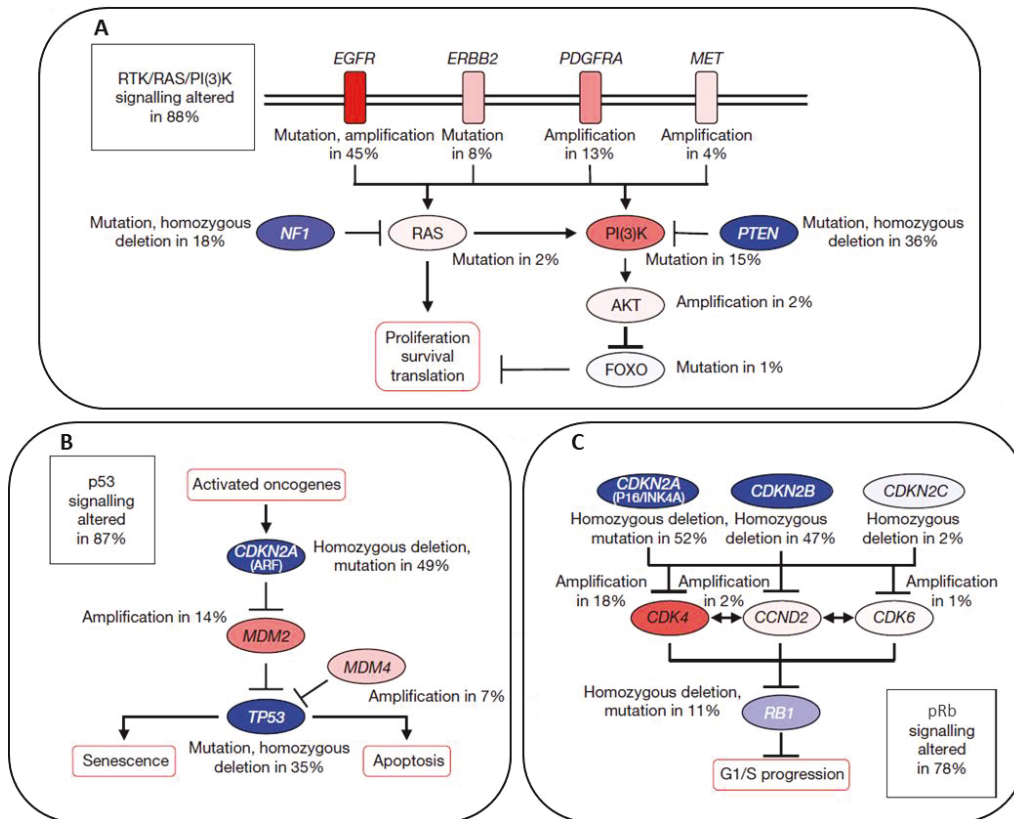 A
RTK/RAS/PI(3)K
signalling altered
in 88%
EGFR
ERBB2
PDGFRA
MET
Mutation, amplification
in 45%
Mutation
in 8%
Amplification
in 13%
Amplification
in 4%
Mutation, homozygous
deletion in 18%
NF1
RAS
Mutation in 2%
PI(3)K
Mutation in 15%
PTEN
Mutation, homozygous
deletion in 36%
AKT
Amplification in 2%
Proliferation
survival
translation
FOXO
Mutation in 1%
B
p53
signalling
altered
in 87%
Activated oncogenes
CDKN2A
(ARF)
Homozygous deletion,
mutation in 49%
Amplification in 14%
MDM2
MDM4
Amplification in 7%
TP53
Senescence
Mutation, homozygous
deletion in 35%
Apoptosis
C
CDKN2A
(P16/INK4A)
CDKN2B
CDKN2C
Homozygous deletion,
mutation in 52%
Homozygous
deletion in 47%
Homozygous
deletion in 2%
Amplification
in 18%
Amplification
in 2%
Amplification
in 1%
CDK4
CCND2
CDK6
Homozygous deletion,
mutation in 11%
RB1
G1/S progression
pRb
signalling
altered
in 78%